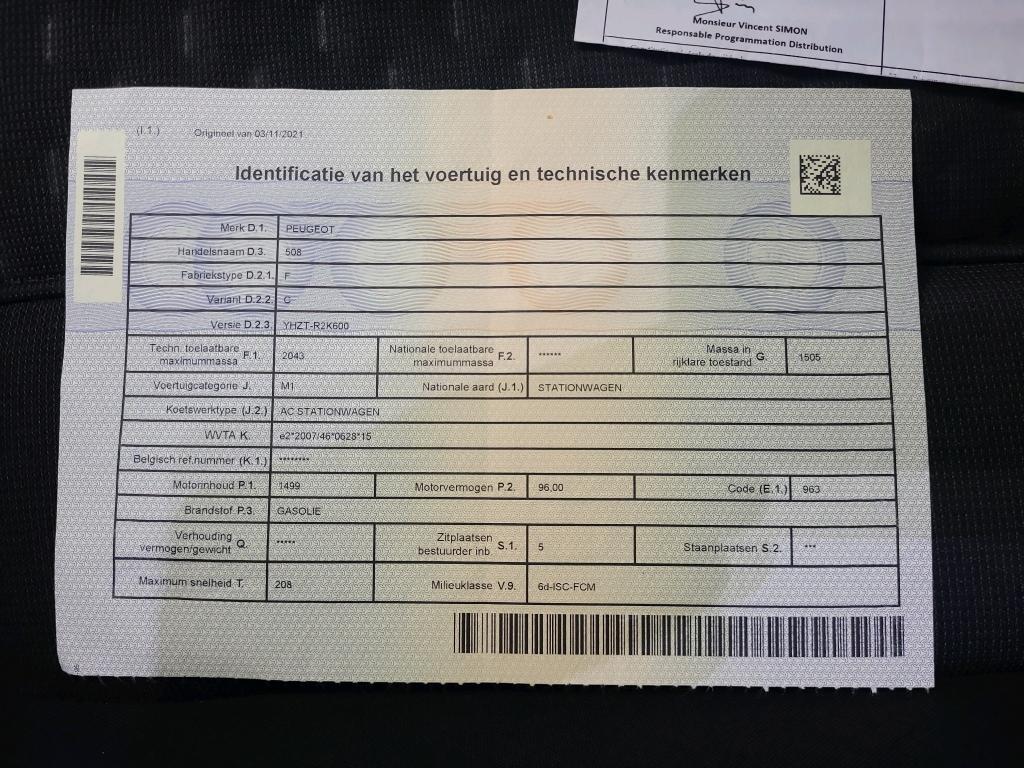 Monsieur Vincent SIMON
Responsable Programmation Distribution
(I.1.) Origineel van 03/11/2021
Identificatie van het voertuig en technische kenmerken
Merk D.1. PEUGEOT
Handelsnaam D.3. 508
Fabriekstype D.2.1. F
Variant D.2.2. C
Versie D.2.3. YHZT-R2K600
Techn. toelaatbare maximummassa F.1. 2043 Nationale toelaatbare maximummassa F.2. ****** Massa in rijklare toestand G. 1505
Voertuigcategorie J. M1 Nationale aard (J.1.) STATIONWAGEN
Koetswerktype (J.2.) AC STATIONWAGEN
WVTA K. e2*2007/46*0628*15
Belgisch ref.nummer (K.1.) ********
Motorinhoud P.1. 1499 Motorvermogen P.2. 96,00 Code (E.1.) 963
Brandstof P.3. GASOLIE
Verhouding vermogen/gewicht Q. ***** Zitplaatsen bestuurder inb. S.1. 5 Staanplaatsen S.2. ***
Maximum snelheid T. 208 Milieuklasse V.9. 6d-ISC-FCM